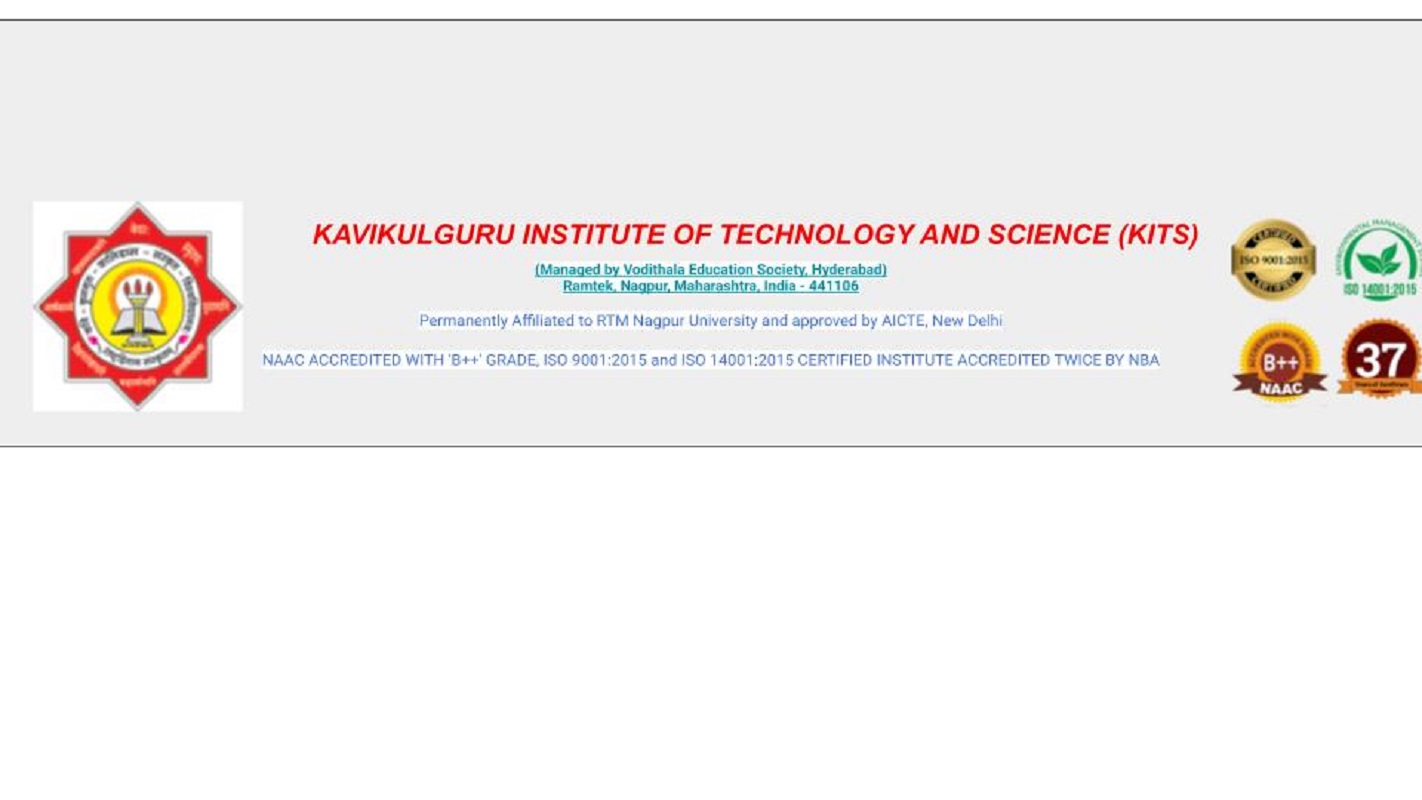 KAVIKULGURU INSTITUTE OF TECHNOLOGY AND SCIENCE (KITS)
(Managed by Vodithala Education Society, Hyderabad)
Ramtek, Nagpur, Maharashtra, India - 441106
Permanently Affiliated to RTM Nagpur University and approved by AICTE, New Delhi
NAAC ACCREDITED WITH 'B++' GRADE, ISO 9001:2015 and ISO 14001:2015 CERTIFIED INSTITUTE ACCREDITED TWICE BY NBA
CERTIFIED
ISO 9001:2015
CERTIFIED
ISO 14001:2015
B++
NAAC
37